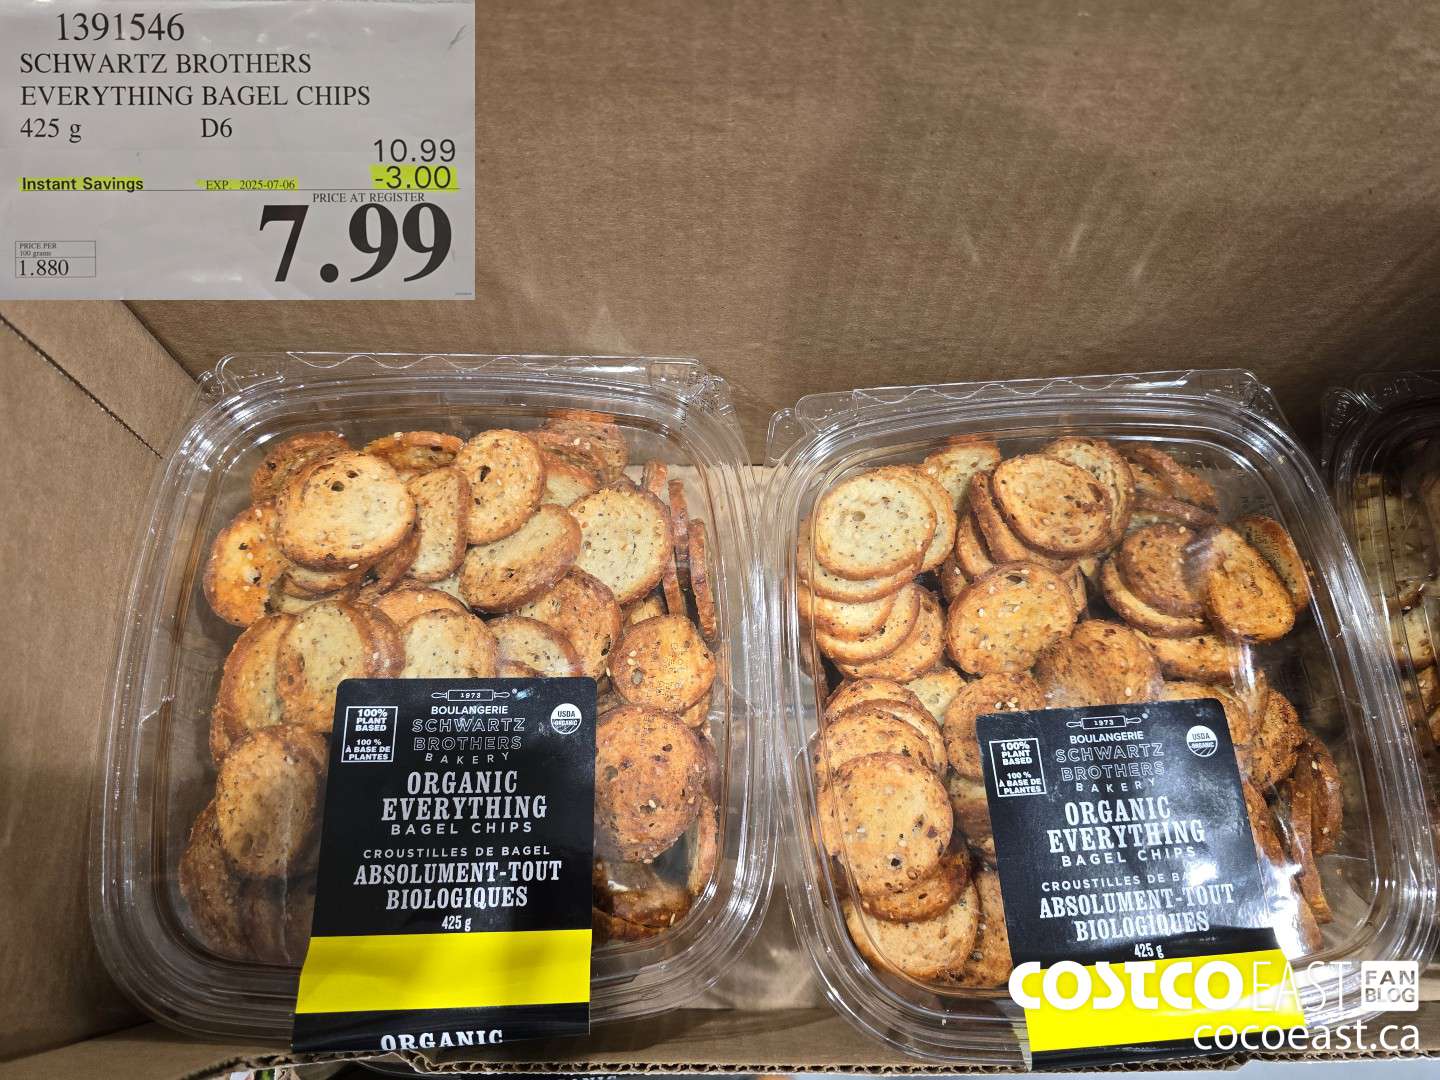 1391546
SCHWARTZ BROTHERS
EVERYTHING BAGEL CHIPS
425 g D6
10.99
Instant Savings EXP. 2025-07-06 -3.00
PRICE AT REGISTER
7.99
PRICE PER
100 grams
1.880
1973
BOULANGERIE
SCHWARTZ
BROTHERS
BAKERY
100%
PLANT
BASED
100 %
À BASE DE
PLANTES
USDA
ORGANIC
ORGANIC
EVERYTHING
BAGEL CHIPS
CROUSTILLES DE BAGEL
ABSOLUMENT-TOUT
BIOLOGIQUES
425 g
ORGANIC
1973
BOULANGERIE
SCHWARTZ
BROTHERS
BAKERY
100%
PLANT
BASED
100 %
À BASE DE
PLANTES
USDA
ORGANIC
ORGANIC
EVERYTHING
BAGEL CHIPS
CROUSTILLES DE BA
ABSOLUMENT-TOUT
BIOLOGIQUES
425 g
COSTCO EAST FAN BLOG
cocoeast.ca